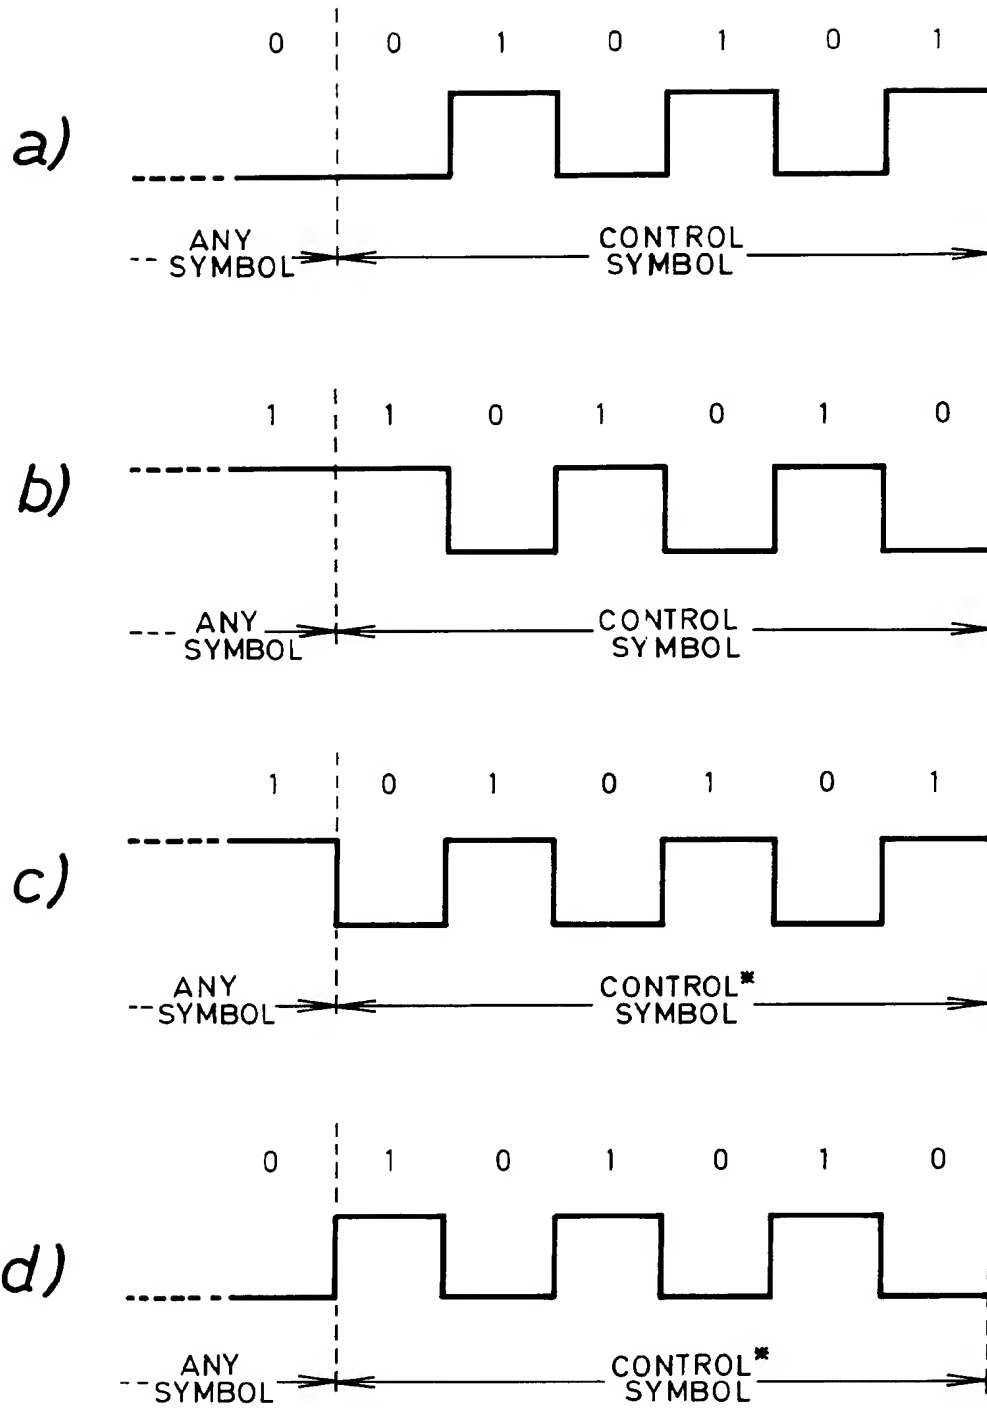 0 0 1 0 1 0 1
a)
ANY
SYMBOL
CONTROL
SYMBOL
1 1 0 1 0 1 0
b)
ANY
SYMBOL
CONTROL
SYMBOL
1 0 1 0 1 0 1
c)
ANY
SYMBOL
CONTROL*
SYMBOL
0 1 0 1 0 1 0
d)
ANY
SYMBOL
CONTROL*
SYMBOL